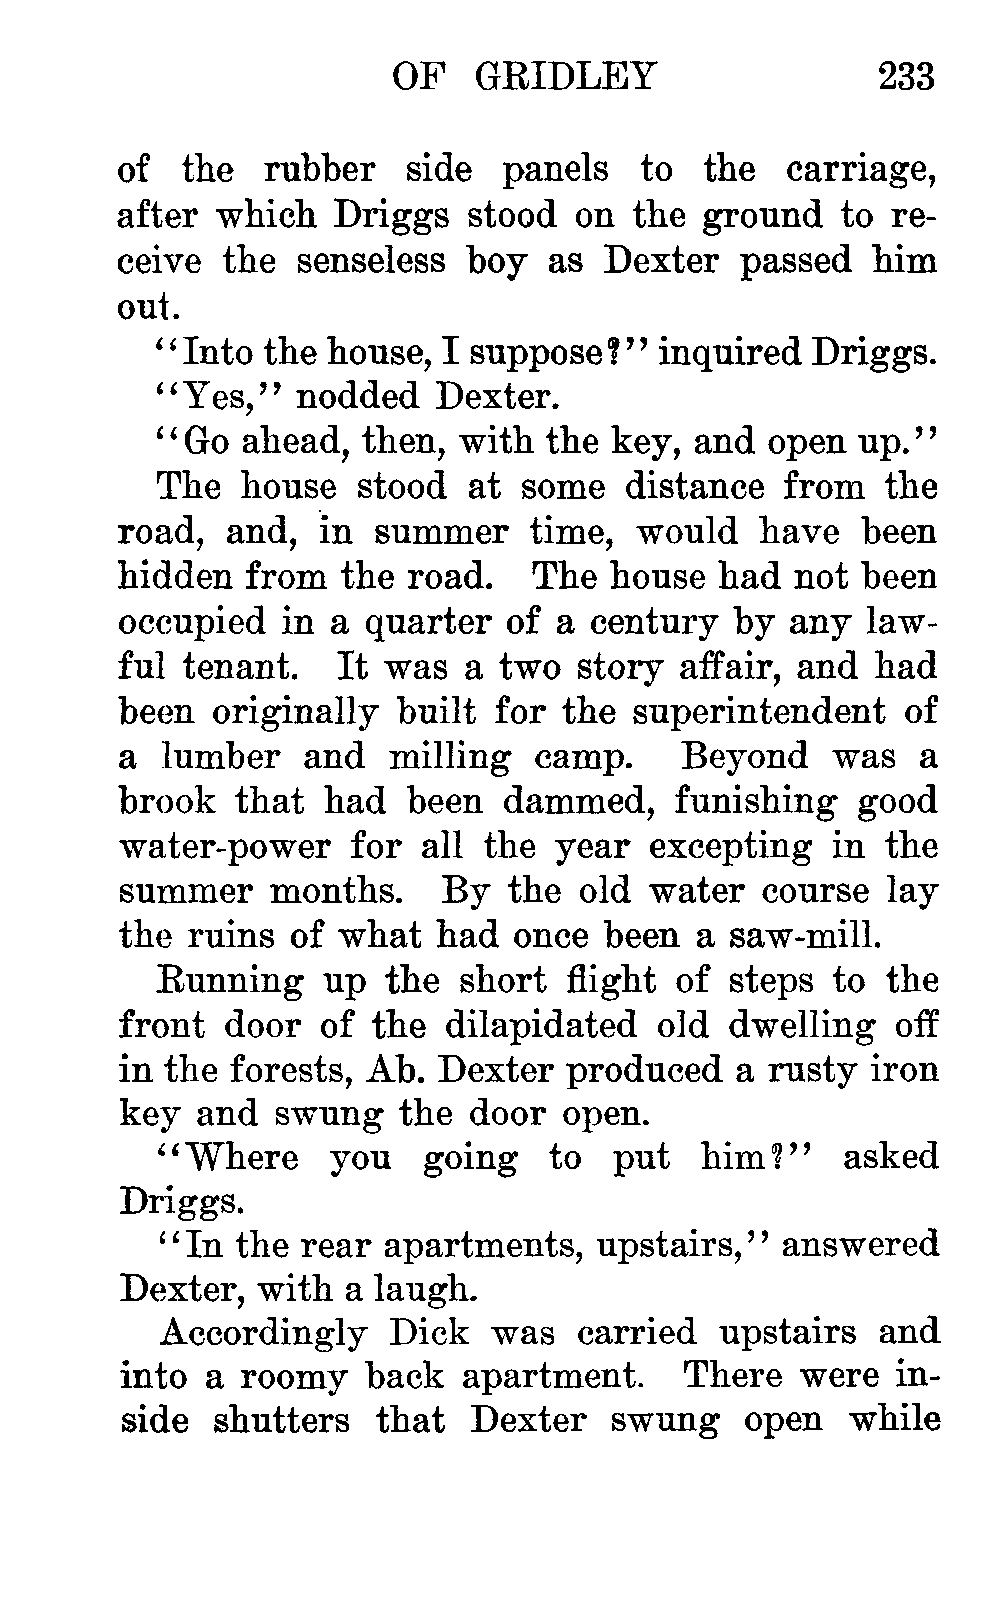 OF GRIDLEY 233
of the rubber side panels to the carriage,
after which Driggs stood on the ground to re-
ceive the senseless boy as Dexter passed him
out.
"Into the house, I suppose?" inquired Driggs.
"Yes," nodded Dexter.
"Go ahead, then, with the key, and open up."
The house stood at some distance from the
road, and, in summer time, would have been
hidden from the road. The house had not been
occupied in a quarter of a century by any law-
ful tenant. It was a two story affair, and had
been originally built for the superintendent of
a lumber and milling camp. Beyond was a
brook that had been dammed, funishing good
water-power for all the year excepting in the
summer months. By the old water course lay
the ruins of what had once been a saw-mill.
Running up the short flight of steps to the
front door of the dilapidated old dwelling off
in the forests, Ab. Dexter produced a rusty iron
key and swung the door open.
"Where you going to put him?" asked
Driggs.
"In the rear apartments, upstairs," answered
Dexter, with a laugh.
Accordingly Dick was carried upstairs and
into a roomy back apartment. There were in-
side shutters that Dexter swung open while